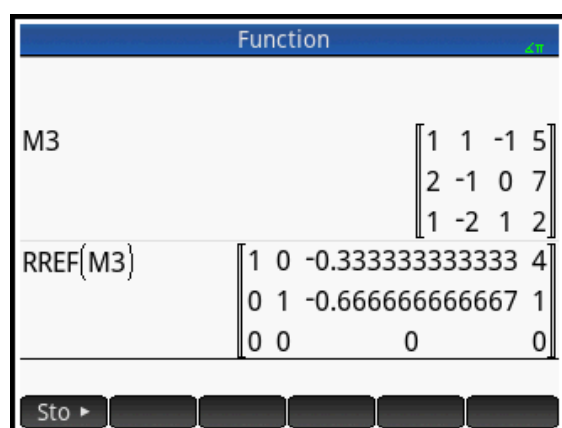 Function
∡π
M3
1 1 -1 5
2 -1 0 7
1 -2 1 2
RREF(M3)
1 0 -0.333333333333 4
0 1 -0.666666666667 1
0 0 0 0
Sto ▸